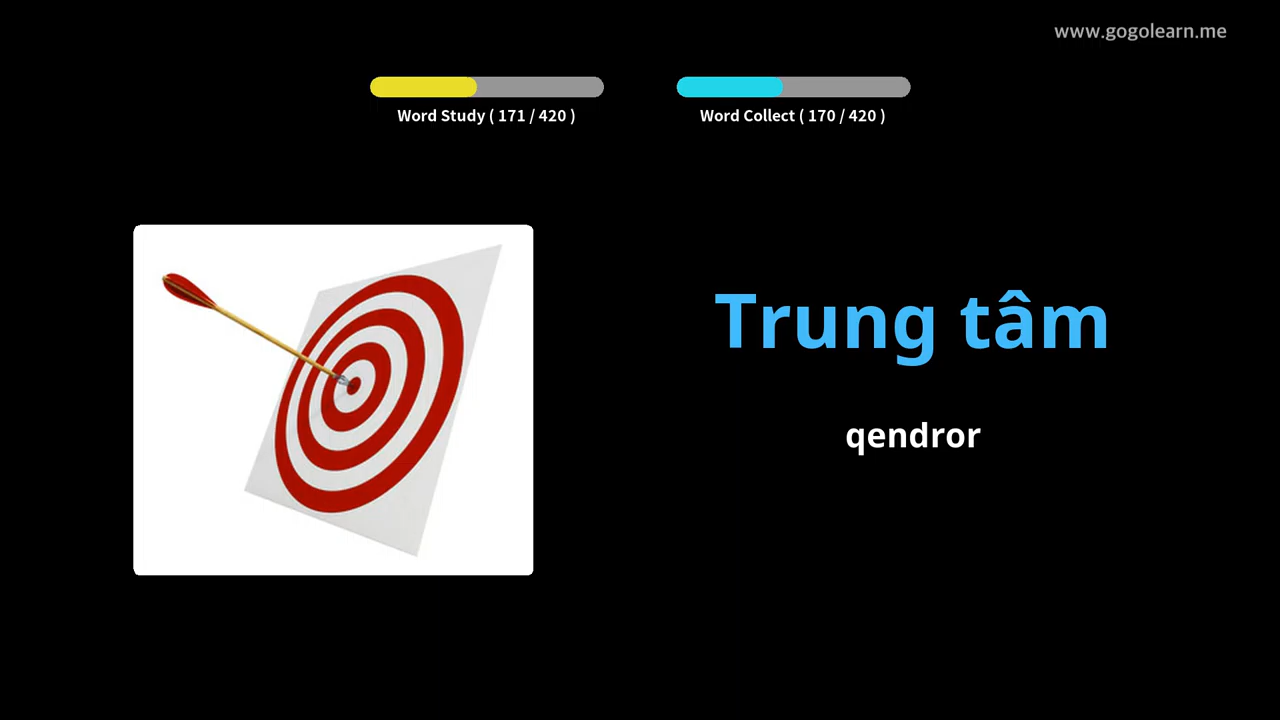 www.gogolearn.me
Word Study ( 171 / 420 )
Word Collect ( 170 / 420 )
Trung tâm
qendror